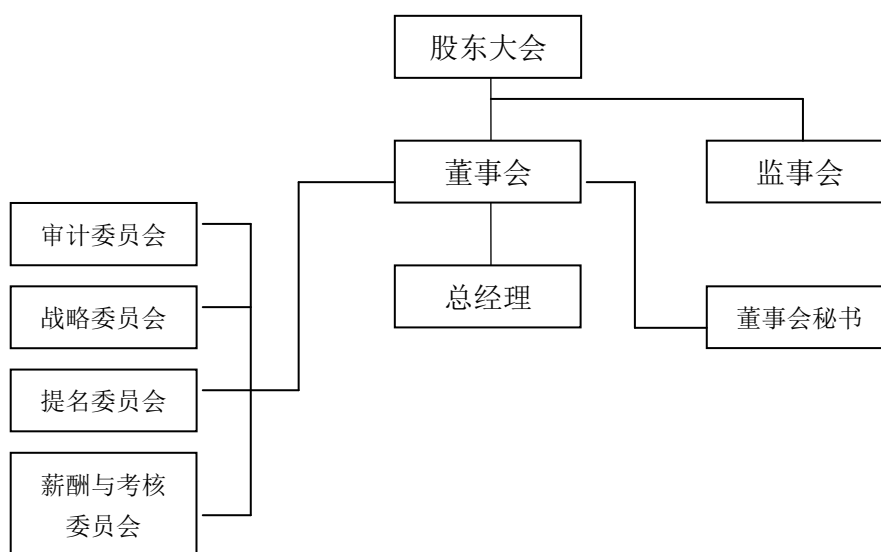 股东大会
董事会
监事会
审计委员会
战略委员会
总经理
董事会秘书
提名委员会
薪酬与考核
委员会